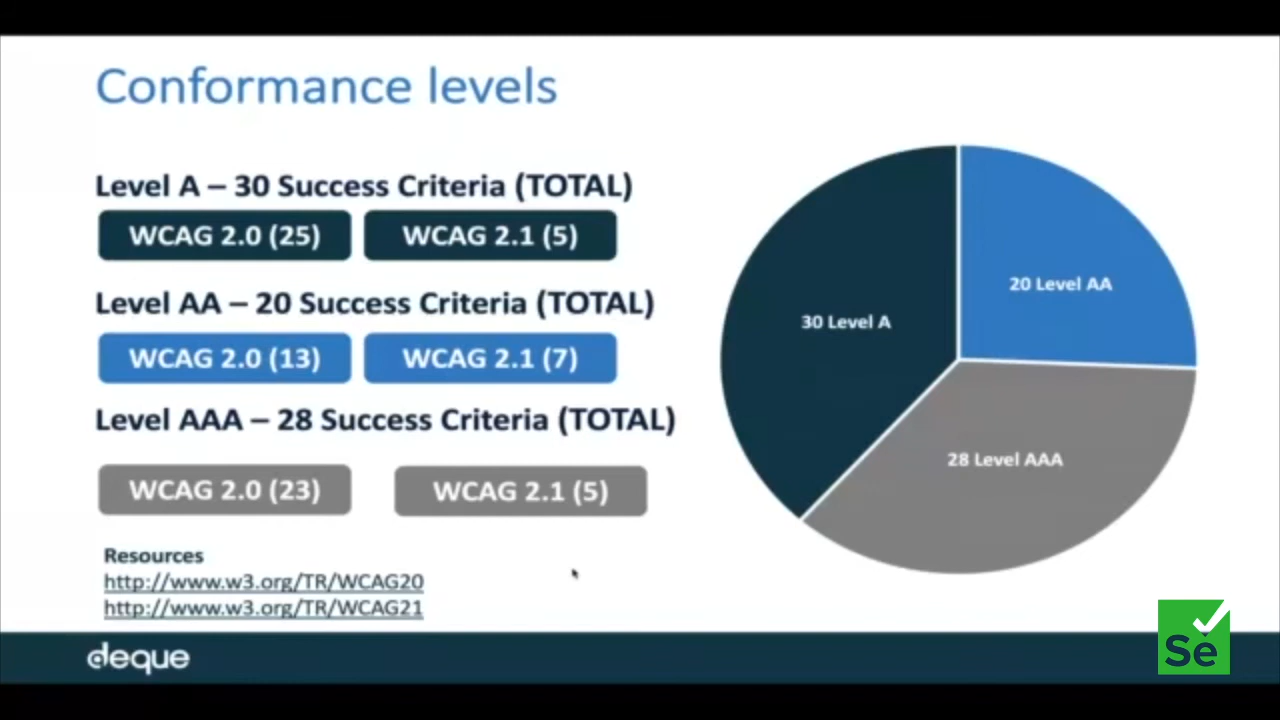 Conformance levels
Level A – 30 Success Criteria (TOTAL)
WCAG 2.0 (25) WCAG 2.1 (5)
Level AA – 20 Success Criteria (TOTAL)
WCAG 2.0 (13) WCAG 2.1 (7)
Level AAA – 28 Success Criteria (TOTAL)
WCAG 2.0 (23) WCAG 2.1 (5)
Resources
http://www.w3.org/TR/WCAG20
http://www.w3.org/TR/WCAG21
20 Level AA
30 Level A
28 Level AAA
deque
Se